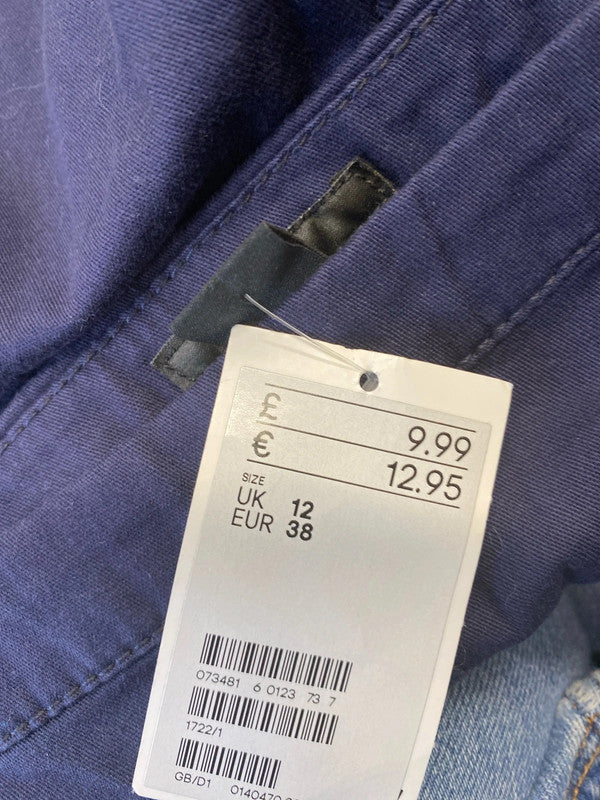 £ 9.99
€ 12.95
SIZE
UK 12
EUR 38
073481 6 0123 73 7
1722/1
GB/D1